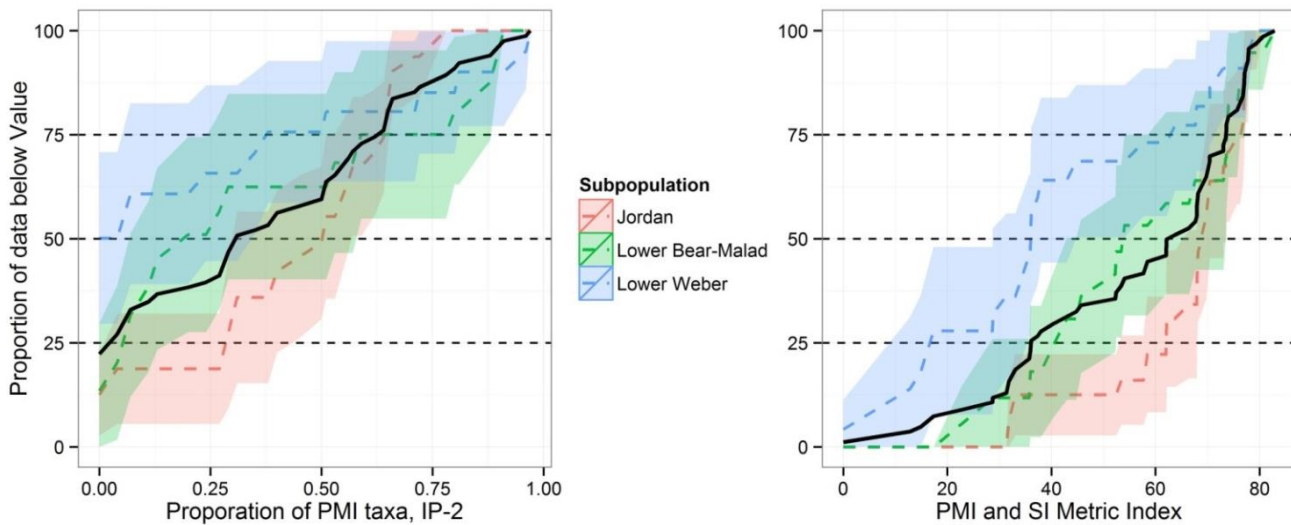 Proportion of data below Value
100
75
50
25
0
0.00
0.25
0.50
0.75
1.00
Proporation of PMI taxa, IP-2
Subpopulation
Jordan
Lower Bear-Malad
Lower Weber
100
75
50
25
0
0
20
40
60
80
PMI and SI Metric Index